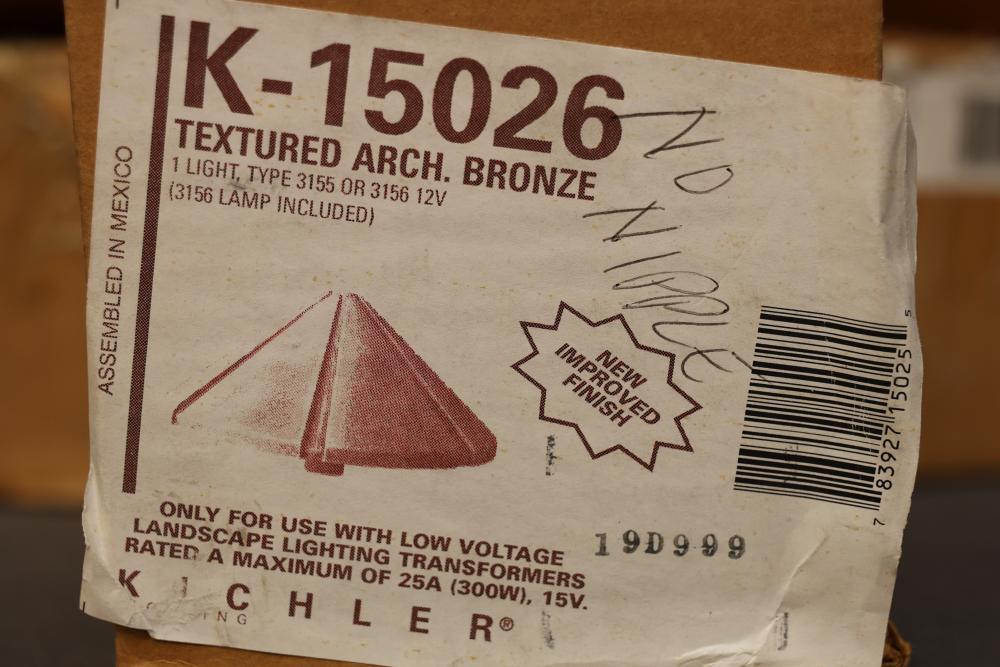 K-15026
TEXTURED ARCH. BRONZE
1 LIGHT, TYPE 3155 OR 3156 12V
(3156 LAMP INCLUDED)
ASSEMBLED IN MEXICO
NO
NIPPLE
NEW
IMPROVED
FINISH
7 83927 15025 5
ONLY FOR USE WITH LOW VOLTAGE
LANDSCAPE LIGHTING TRANSFORMERS
RATED A MAXIMUM OF 25A (300W), 15V.
19D999
KICHLER®